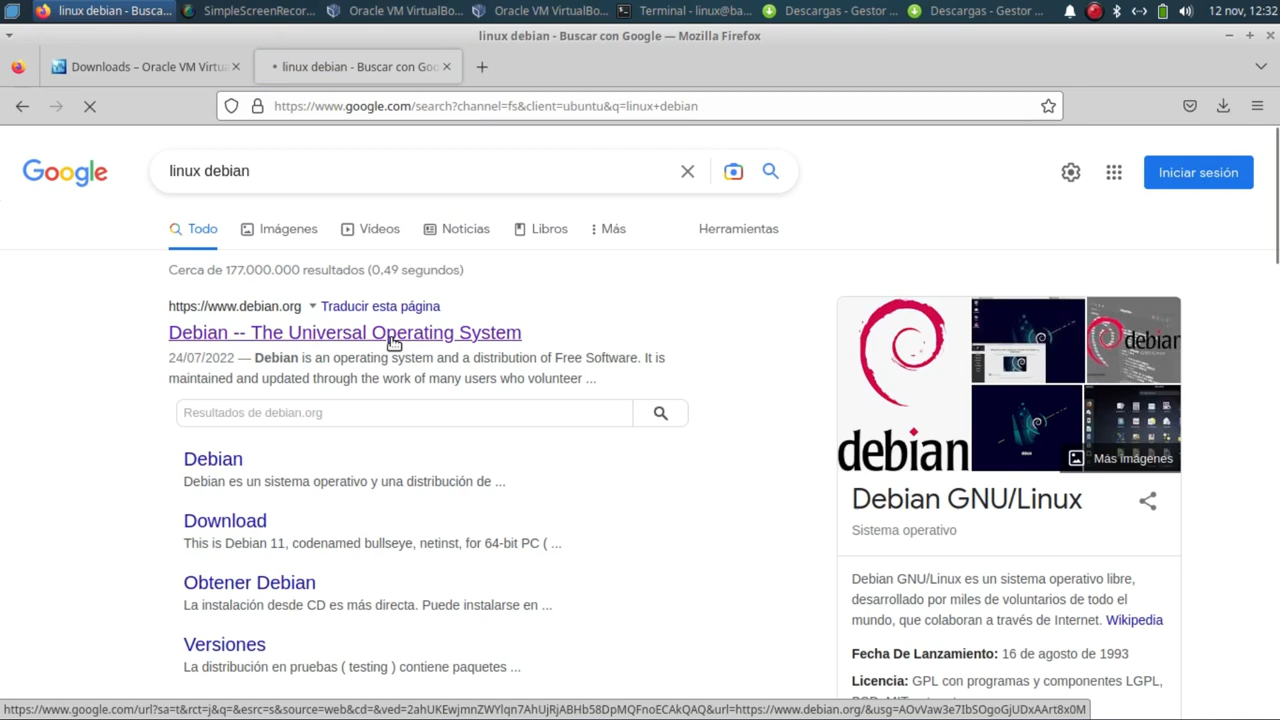 linux debian - Busca...
SimpleScreenRecor...
Oracle VM VirtualBo...
Oracle VM VirtualBo...
Terminal - linux@ba...
Descargas - Gestor ...
Descargas - Gestor ...
12 nov, 12:32
linux debian - Buscar con Google — Mozilla Firefox
Downloads – Oracle VM Virtua
linux debian - Buscar con Goo
https://www.google.com/search?channel=fs&client=ubuntu&q=linux+debian
Google
linux debian
Iniciar sesión
Todo
Imágenes
Videos
Noticias
Libros
Más
Herramientas
Cerca de 177.000.000 resultados (0,49 segundos)
https://www.debian.org
Traducir esta página
Debian -- The Universal Operating System
24/07/2022 — Debian is an operating system and a distribution of Free Software. It is
maintained and updated through the work of many users who volunteer ...
Resultados de debian.org
Debian
Debian es un sistema operativo y una distribución de ...
Download
This is Debian 11, codenamed bullseye, netinst, for 64-bit PC ( ...
Obtener Debian
La instalación desde CD es más directa. Puede instalarse en ...
Versiones
La distribución en pruebas ( testing ) contiene paquetes ...
debian
debian
Más imágenes
Debian GNU/Linux
Sistema operativo
Debian GNU/Linux es un sistema operativo libre,
desarrollado por miles de voluntarios de todo el
mundo, que colaboran a través de Internet. Wikipedia
Fecha De Lanzamiento: 16 de agosto de 1993
Licencia: GPL con programas y componentes LGPL,
https://www.google.com/url?sa=t&rct=j&q=&esrc=s&source=web&cd=&ved=2ahUKEwjmnZWYlqn7AhUjRjABHb58DpMQFnoECAkQAQ&url=https://www.debian.org/&usg=AOvVaw3e7IbSOgoGjUDxAArt8x0M